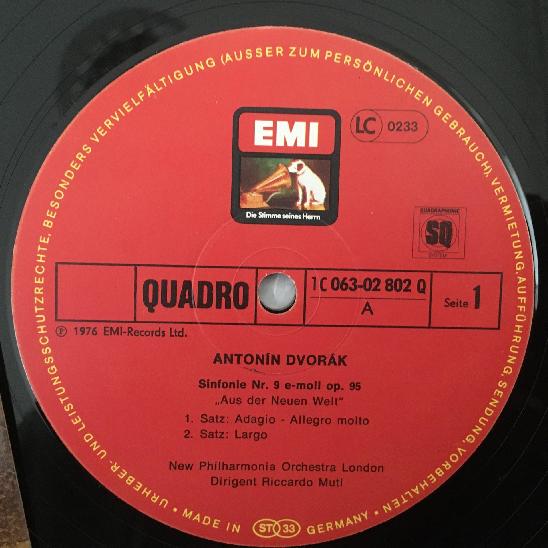 URHEBER- UND LEISTUNGSSCHUTZRECHTE, BESONDERS VERVIELFÄLTIGUNG (AUSSER ZUM PERSÖNLICHEN GEBRAUCH), VERMIETUNG, AUFFÜHRUNG, SENDUNG, VORBEHALTEN •
EMI
LC 0233
Die Stimme seines Herrn
QUADRAPHONIC
SQ
SYSTEM
QUADRO
1C 063-02 802 Q
A
Seite 1
℗ 1976 EMI-Records Ltd.
ANTONÍN DVORÁK
Sinfonie Nr. 9 e-moll op. 95
„Aus der Neuen Welt“
1. Satz: Adagio - Allegro molto
2. Satz: Largo
New Philharmonia Orchestra London
Dirigent Riccardo Muti
• MADE IN ST 33 GERMANY •